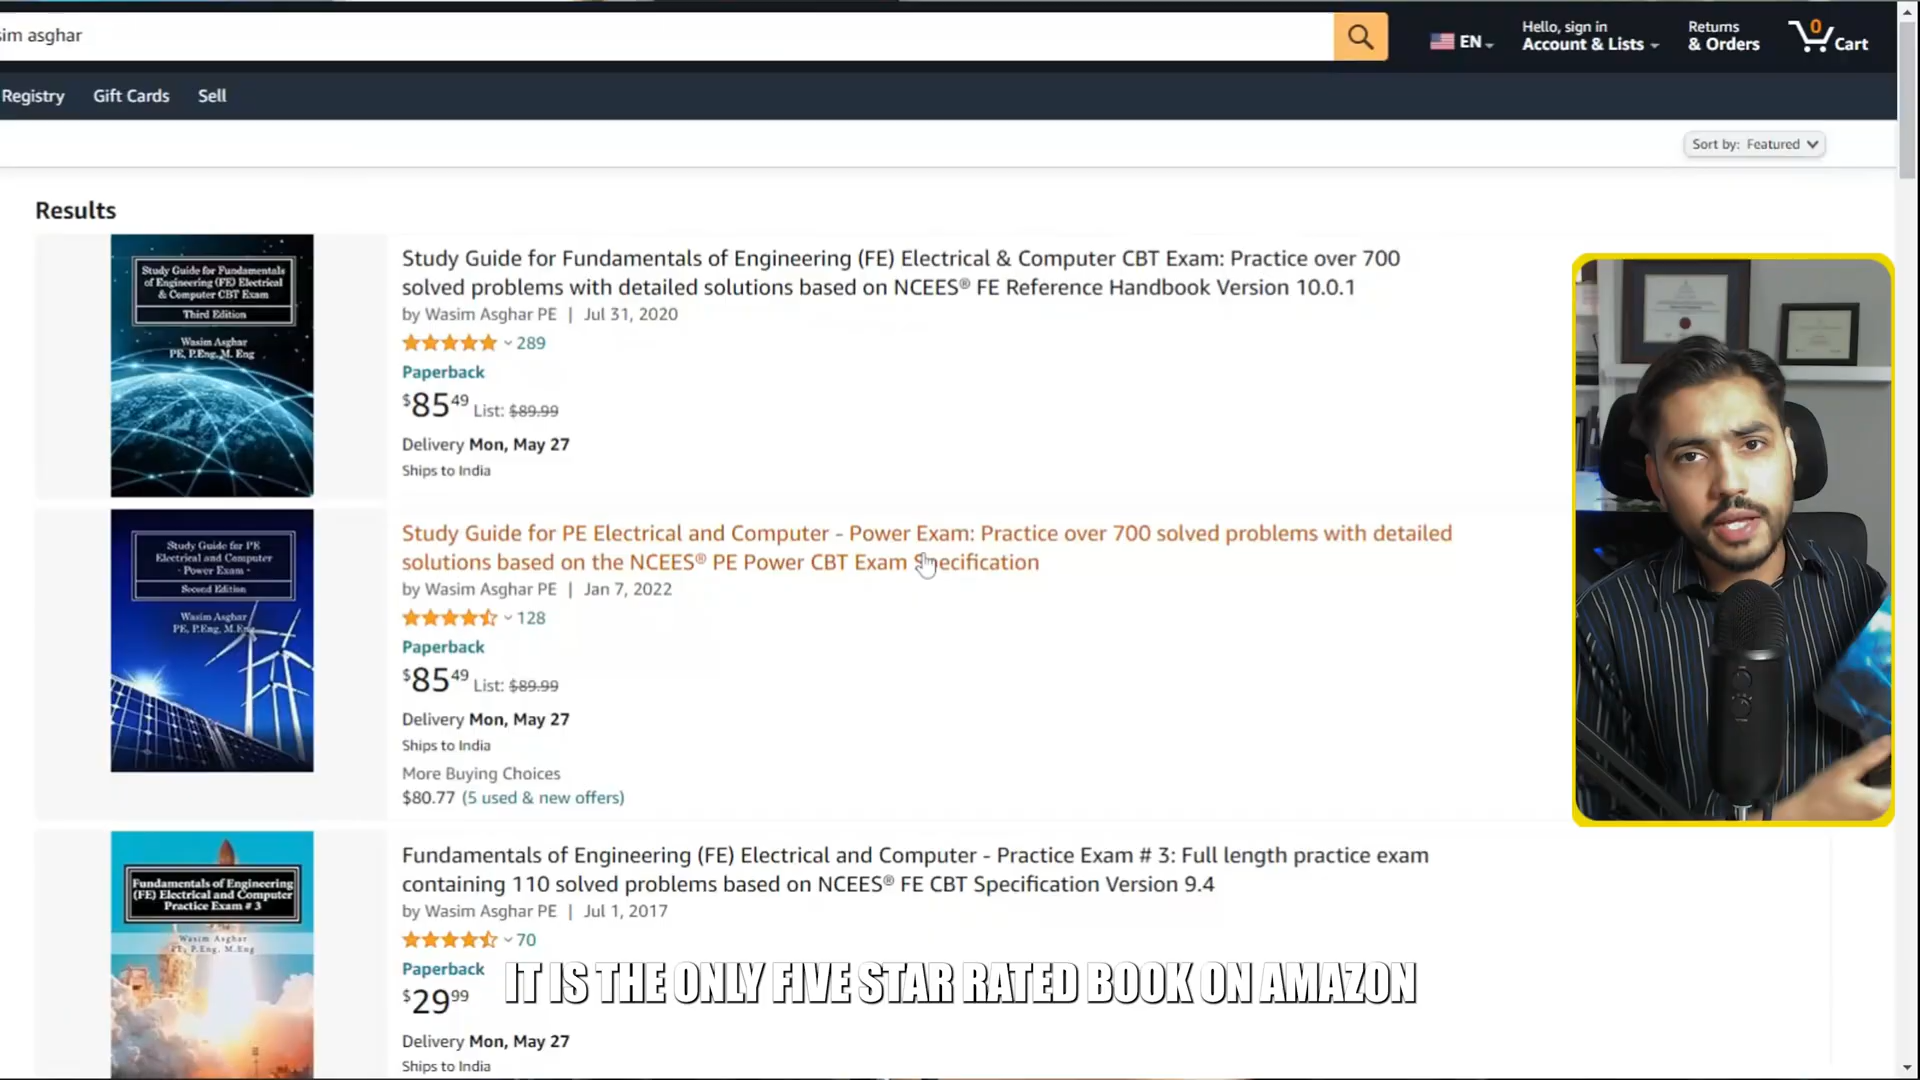 sim asghar
EN
Hello, sign in
Account & Lists
Returns
& Orders
0
Cart
Registry
Gift Cards
Sell
Sort by: Featured
Results
Study Guide for Fundamentals
of Engineering (FE) Electrical
& Computer CBT Exam
Third Edition
Wasim Asghar
PE, P.Eng, M. Eng
Study Guide for Fundamentals of Engineering (FE) Electrical & Computer CBT Exam: Practice over 700
solved problems with detailed solutions based on NCEES® FE Reference Handbook Version 10.0.1
by Wasim Asghar PE | Jul 31, 2020
289
Paperback
$85 49 List: $89.99
Delivery Mon, May 27
Ships to India
Study Guide for PE
Electrical and Computer
- Power Exam -
Second Edition
Wasim Asghar
PE, P.Eng, M.Eng
Study Guide for PE Electrical and Computer - Power Exam: Practice over 700 solved problems with detailed
solutions based on the NCEES® PE Power CBT Exam Specification
by Wasim Asghar PE | Jan 7, 2022
128
Paperback
$85 49 List: $89.99
Delivery Mon, May 27
Ships to India
More Buying Choices
$80.77 (5 used & new offers)
Fundamentals of Engineering
(FE) Electrical and Computer
Practice Exam # 3
Wasim Asghar
PE, P.Eng, M.Eng
Fundamentals of Engineering (FE) Electrical and Computer - Practice Exam # 3: Full length practice exam
containing 110 solved problems based on NCEES® FE CBT Specification Version 9.4
by Wasim Asghar PE | Jul 1, 2017
70
Paperback
$29 99
Delivery Mon, May 27
Ships to India
IT IS THE ONLY FIVE STAR RATED BOOK ON AMAZON